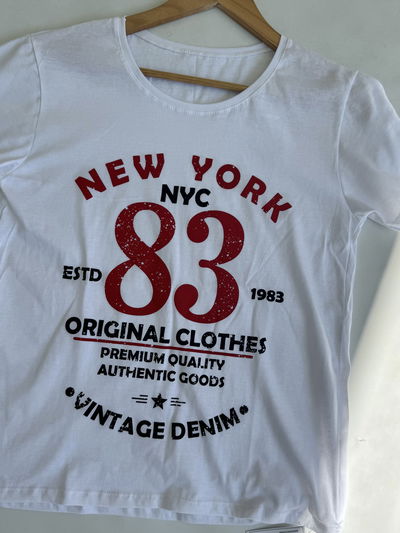 NEW YORK
NYC
83
ESTD 1983
ORIGINAL CLOTHES
PREMIUM QUALITY
AUTHENTIC GOODS
•VINTAGE DENIM•